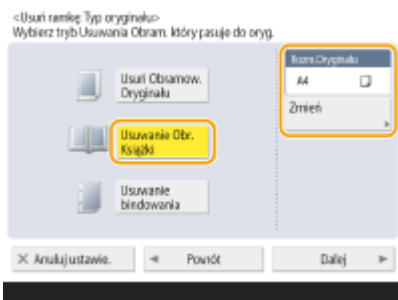 <Usuń ramkę: Typ oryginału>
Wybierz tryb Usuwania Obram. który pasuje do oryg.
Rozm.Oryginału
A4
Zmień
Usuń Obramow.
Oryginału
Usuwanie Obr.
Książki
Usuwanie
bindowania
Anuluj ustawie.
Powrót
Dalej